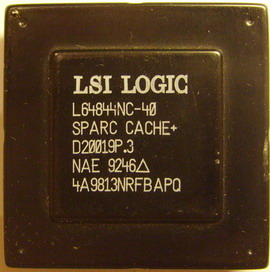 LSI LOGIC
L64844NC-40
SPARC CACHE+
D20019P.3
NAE 9246△
4A9813NRFBAPQ